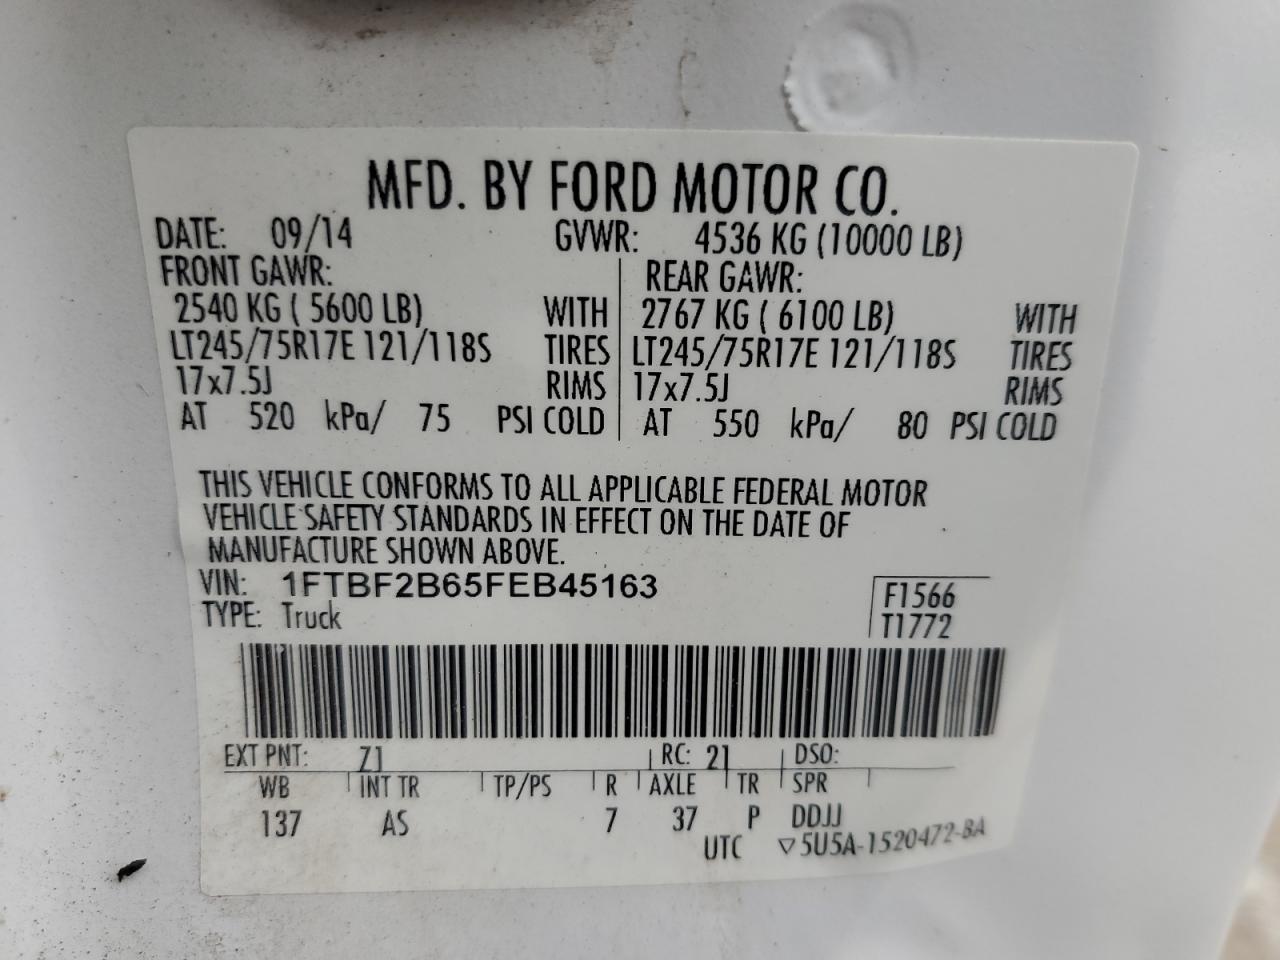 MFD. BY FORD MOTOR CO.
DATE: 09/14 GVWR: 4536 KG (10000 LB)
FRONT GAWR: REAR GAWR:
2540 KG ( 5600 LB) WITH 2767 KG ( 6100 LB) WITH
LT245/75R17E 121/118S TIRES LT245/75R17E 121/118S TIRES
17x7.5J RIMS 17x7.5J RIMS
AT 520 kPa/ 75 PSI COLD AT 550 kPa/ 80 PSI COLD
THIS VEHICLE CONFORMS TO ALL APPLICABLE FEDERAL MOTOR
VEHICLE SAFETY STANDARDS IN EFFECT ON THE DATE OF
MANUFACTURE SHOWN ABOVE.
VIN: 1FTBF2B65FEB45163 F1566
TYPE: Truck T1772
EXT PNT: Z1 RC: 21 DSO:
WB INT TR TP/PS R AXLE TR SPR
137 AS 7 37 P DDJJ
UTC ▽5U5A-1520472-BA